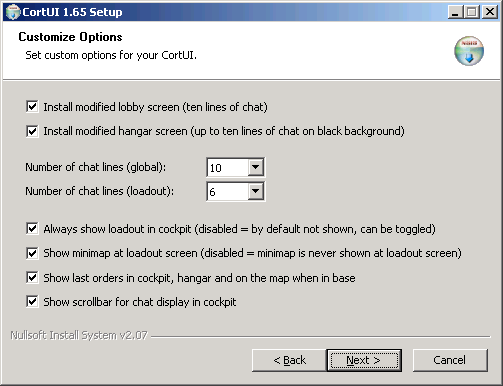 CortUI 1.65 Setup
Customize Options
Set custom options for your CortUI.
Install modified lobby screen (ten lines of chat)
Install modified hangar screen (up to ten lines of chat on black background)
Number of chat lines (global): 10
Number of chat lines (loadout): 6
Always show loadout in cockpit (disabled = by default not shown, can be toggled)
Show minimap at loadout screen (disabled = minimap is never shown at loadout screen)
Show last orders in cockpit, hangar and on the map when in base
Show scrollbar for chat display in cockpit
Nullsoft Install System v2.07
< Back Next > Cancel